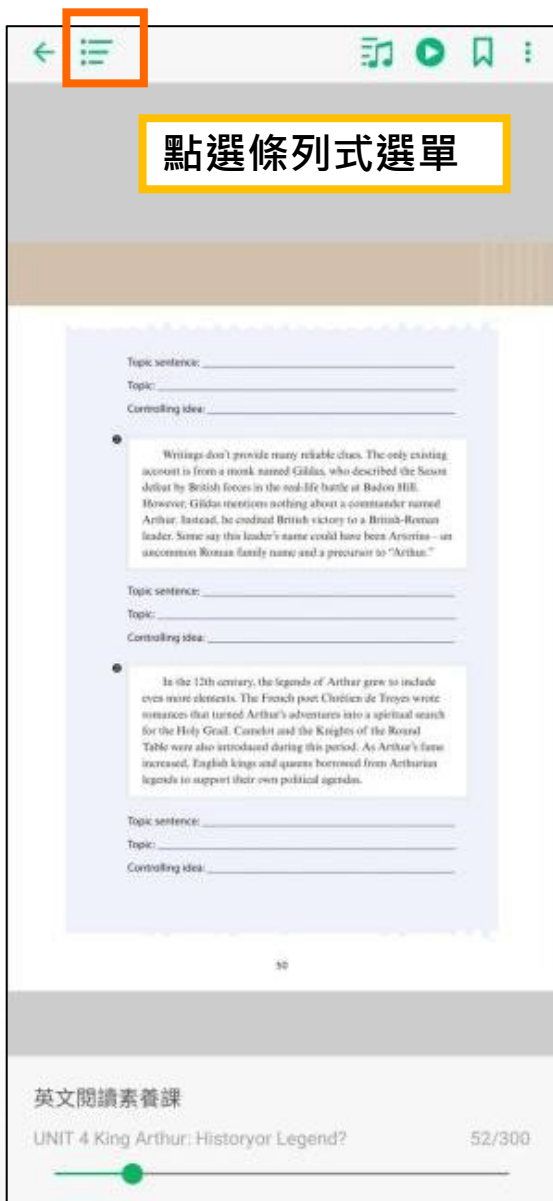 點選條列式選單
Topic sentence:
Topic:
Controlling idea:
Writings don't provide many reliable clues. The only existing
account is from a monk named Gildas, who described the Saxon
defeat by British forces in the real-life battle at Badon Hill.
However, Gildas mentions nothing about a commander named
Arthur. Instead, he credited British victory to a British-Roman
leader. Some say this leader's name could have been Artorius—an
uncommon Roman family name and a precursor to "Arthur."
Topic sentence:
Topic:
Controlling idea:
In the 12th century, the legends of Arthur grew to include
even more elements. The French poet Chrétien de Troyes wrote
romances that turned Arthur's adventures into a spiritual search
for the Holy Grail. Camelot and the Knights of the Round
Table were also introduced during this period. As Arthur's fame
increased, English kings and queens borrowed from Arthurian
legends to support their own political agendas.
Topic sentence:
Topic:
Controlling idea:
50
英文閱讀素養課
UNIT 4 King Arthur: Historyor Legend? 52/300